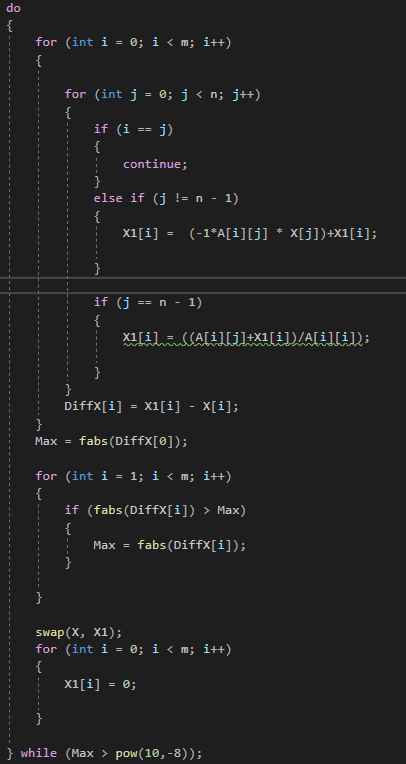 do
{
for (int i = 0; i < m; i++)
{
for (int j = 0; j < n; j++)
{
if (i == j)
{
continue;
}
else if (j != n - 1)
{
X1[i] =  (-1*A[i][j] * X[j])+X1[i];
}
if (j == n - 1)
{
X1[i] = ((A[i][j]+X1[i])/A[i][i]);
}
}
DiffX[i] = X1[i] - X[i];
}
Max = fabs(DiffX[0]);
for (int i = 1; i < m; i++)
{
if (fabs(DiffX[i]) > Max)
{
Max = fabs(DiffX[i]);
}
}
swap(X, X1);
for (int i = 0; i < m; i++)
{
X1[i] = 0;
}
} while (Max > pow(10,-8));